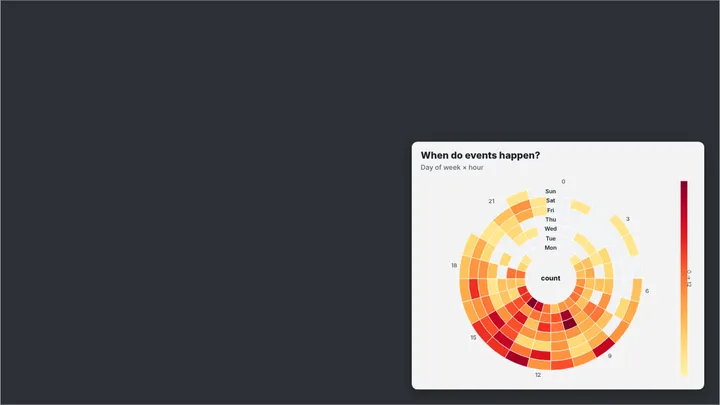 When do events happen?
Day of week × hour
0
Sun
Sat
Fri
Thu
Wed
Tue
Mon
count
3
6
9
12
15
18
21